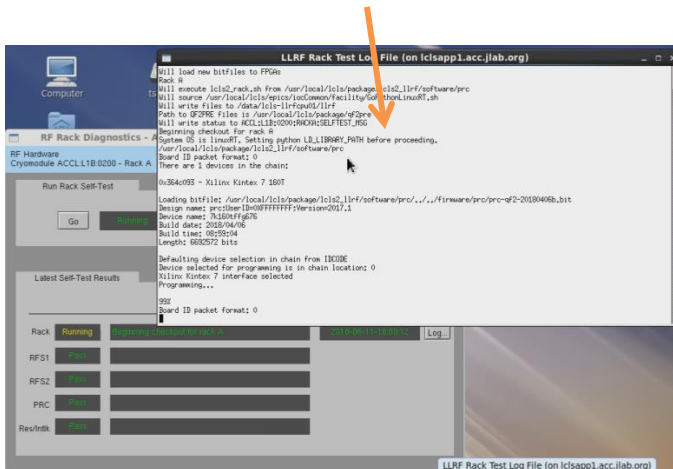 LLRF Rack Test Log File (on lclsapp1.acc.jlab.org)
Will load new bitfiles to FPGAs
Rack A
Will execute lcls2_rack.sh from /usr/local/lcls/package/lcls2_llrf/software/prc
Will source /usr/local/lcls/epics/iocCommon/facility/GoPythonLinuxRT.sh
Will write files to /data/lcls-llrfcpu01/llrf
Path to QF2PRE files is /usr/local/lcls/package/qf2pre
Will write status to ACCL:L1B:0200:RACKA:SELFTEST_MSG
Beginning checkout for rack A
System OS is linuxRT. Setting python LD_LIBRARY_PATH before proceeding.
/usr/local/lcls/package/lcls2_llrf/software/prc
Board ID packet format: 0
There are 1 devices in the chain:
0x364c093 - Xilinx Kintex 7 160T
Loading bitfile: /usr/local/lcls/package/lcls2_llrf/software/prc/../../firmware/prc/prc-qf2-20180406b.bit
Design name: prc;UserID=0XFFFFFFFF;Version=2017.1
Device name: 7k160tffg676
Build date: 2018/04/06
Build time: 08:59:04
Length: 6692572 bits
Defaulting device selection in chain from IDCODE
Device selected for programming is in chain location: 0
Xilinx Kintex 7 interface selected
Programming...
99%
Board ID packet format: 0
Computer
RF Rack Diagnostics - A
RF Hardware
Cryomodule ACCL:L1B:0200 - Rack A
Run Rack Self-Test
Go
Running
Latest Self-Test Results
Rack Running Beginning checkout for rack A Log...
RFS1 Pass
RFS2 Pass
PRC Pass
Res/Intlk Pass
LLRF Rack Test Log File (on lclsapp1.acc.jlab.org)